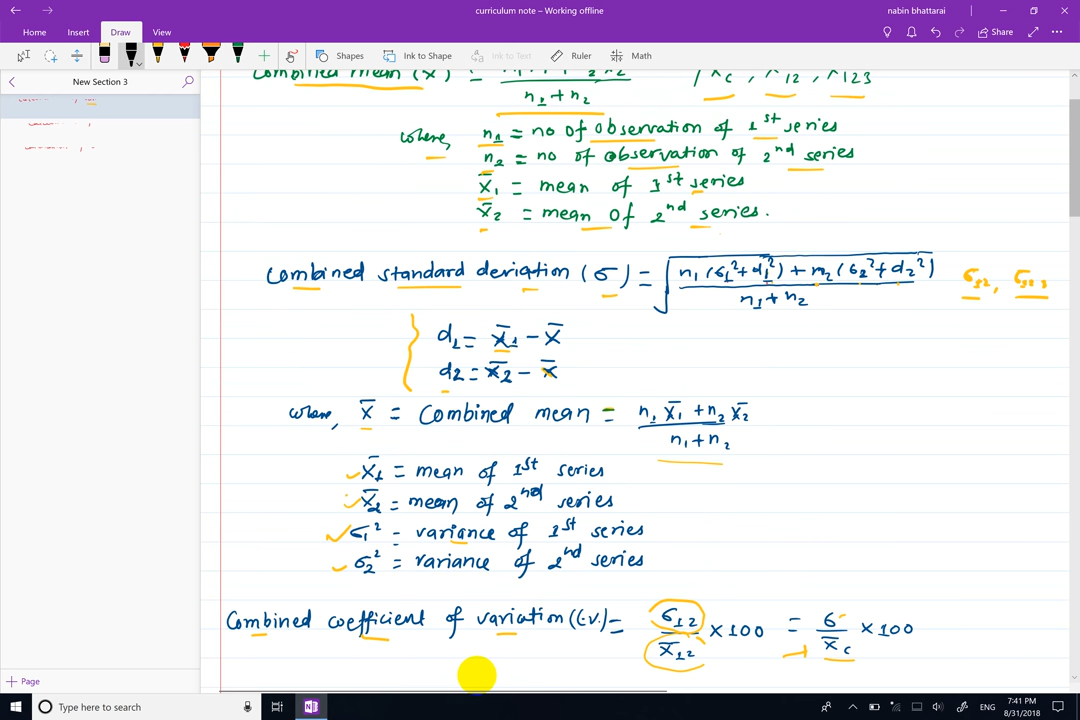 curriculum note - Working offline
nabin bhattarai
Home Insert Draw View
Share
Shapes Ink to Shape Ink to Text Ruler Math
New Section 3
Combined mean (x̄) =
n₁+n₂
/ x̄c, x̄12, x̄123
where, n₁ = no of observation of 1st series
n₂ = no of observation of 2nd series
x̄₁ = mean of 1st series
x̄₂ = mean of 2nd series.
Combined standard deviation (σ) = √ n₁(σ₁²+d₁²)+n₂(σ₂²+d₂²) / n₁+n₂
σ12, σ123
d₁ = x̄₁ - x̄
d₂ = x̄₂ - x̄
where, x̄ = Combined mean = n₁x̄₁+n₂x̄₂ / n₁+n₂
x̄₁ = mean of 1st series
x̄₂ = mean of 2nd series
σ₁² = variance of 1st series
σ₂² = variance of 2nd series
Combined coefficient of variation (C.V.) = σ12 / x̄12 × 100 = σ / x̄c × 100
Page
Type here to search
ENG
7:41 PM
8/31/2018